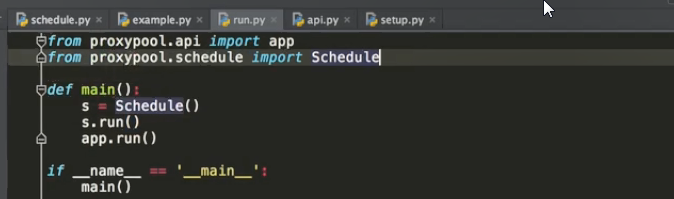 schedule.py × example.py × run.py × api.py × setup.py ×
from proxypool.api import app
from proxypool.schedule import Schedule
def main():
    s = Schedule()
    s.run()
    app.run()
if __name__ == '__main__':
    main()